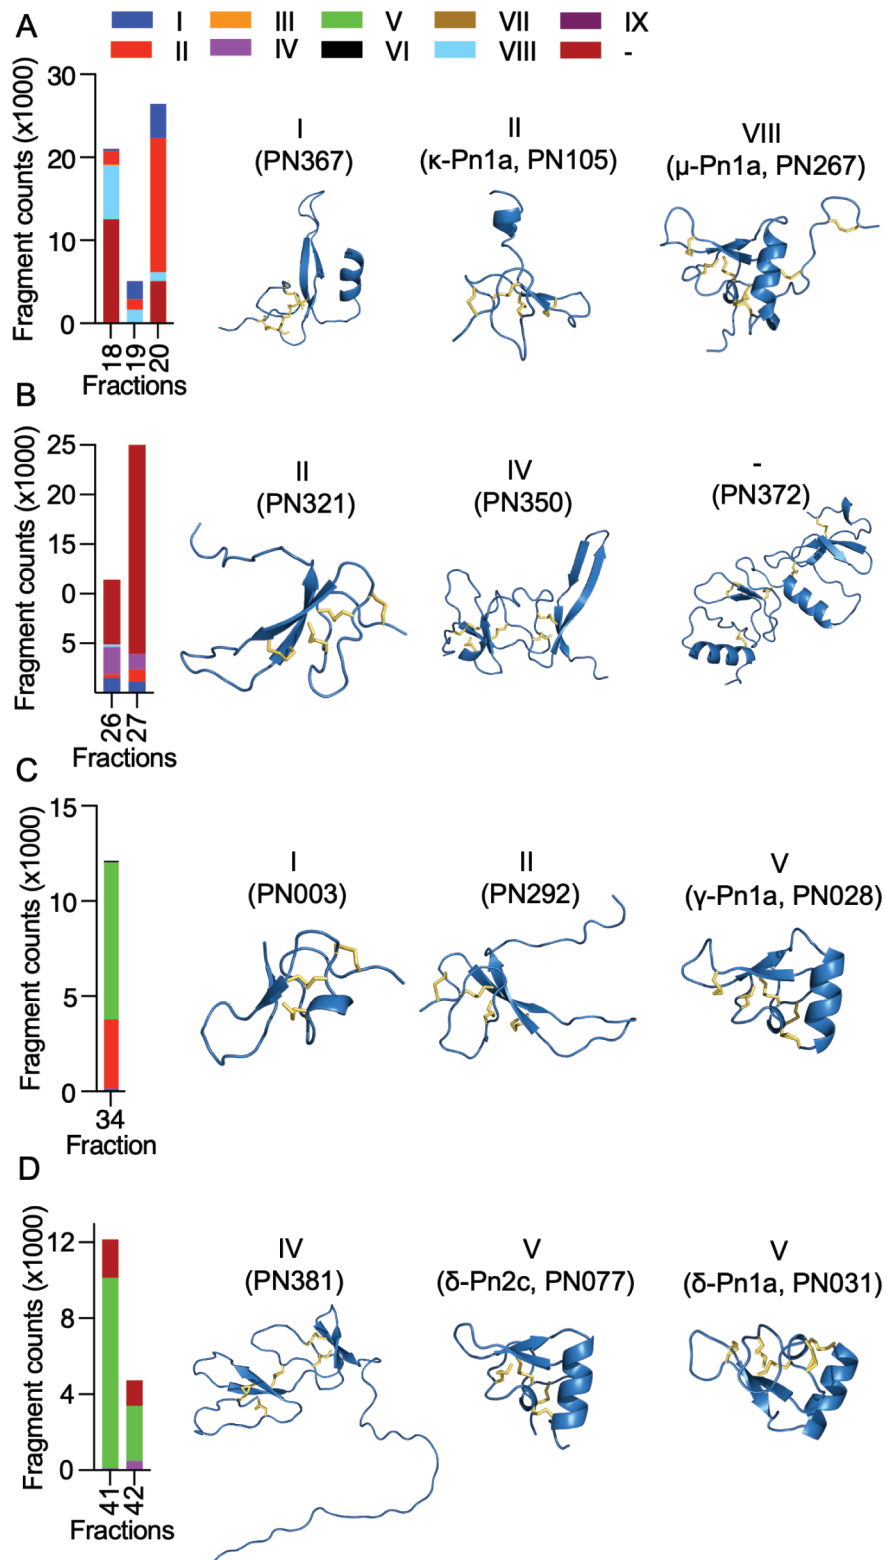 A
I III V VII IX
II IV VI VIII -
Fragment counts (x1000)
30
20
10
0
18 19 20
Fractions
I
(PN367)
II
(κ-Pn1a, PN105)
VIII
(μ-Pn1a, PN267)
B
Fragment counts (x1000)
25
20
15
0
5
26 27
Fractions
II
(PN321)
IV
(PN350)
-
(PN372)
C
Fragment counts (x1000)
15
10
5
0
34
Fraction
I
(PN003)
II
(PN292)
V
(γ-Pn1a, PN028)
D
Fragment counts (x1000)
12
8
4
0
41 42
Fractions
IV
(PN381)
V
(δ-Pn2c, PN077)
V
(δ-Pn1a, PN031)